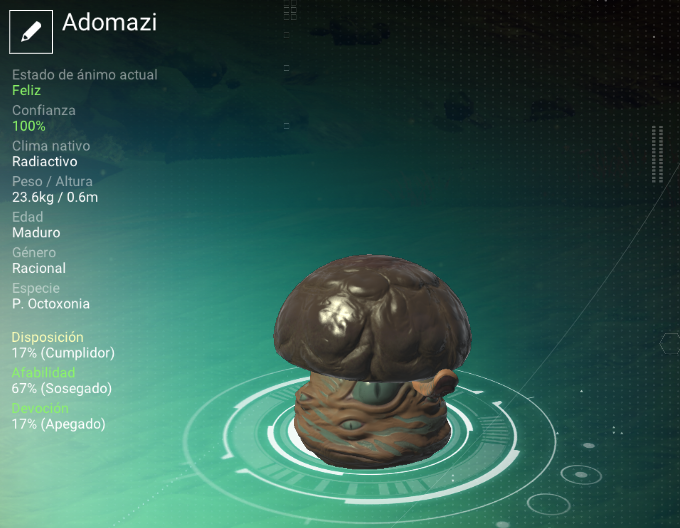 Adomazi
Estado de ánimo actual
Feliz
Confianza
100%
Clima nativo
Radiactivo
Peso / Altura
23.6kg / 0.6m
Edad
Maduro
Género
Racional
Especie
P. Octoxonia
Disposición
17% (Cumplidor)
Afabilidad
67% (Sosegado)
Devoción
17% (Apegado)